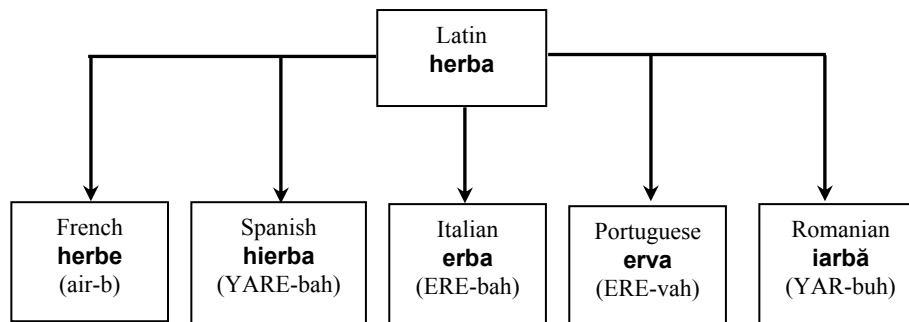 Latin
herba
French
herbe
(air-b)
Spanish
hierba
(YARE-bah)
Italian
erba
(ERE-bah)
Portuguese
erva
(ERE-vah)
Romanian
iarbă
(YAR-buh)